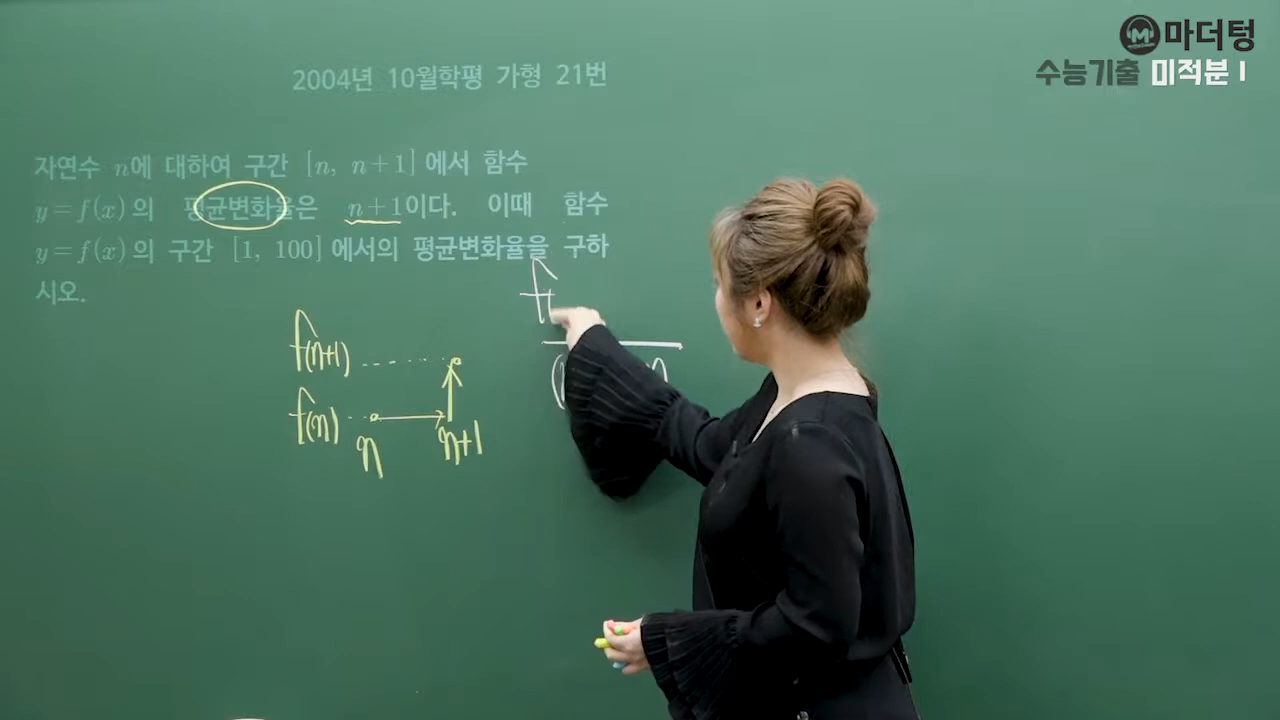 마더텅
수능기출 미적분 I
2004년 10월학평 가형 21번
자연수 n에 대하여 구간 [n, n+1]에서 함수
y=f(x)의 평균변화율은 n+1이다. 이때 함수
y=f(x)의 구간 [1, 100]에서의 평균변화율을 구하
시오.
f(n+1)
f(n)
n n+1
f
n